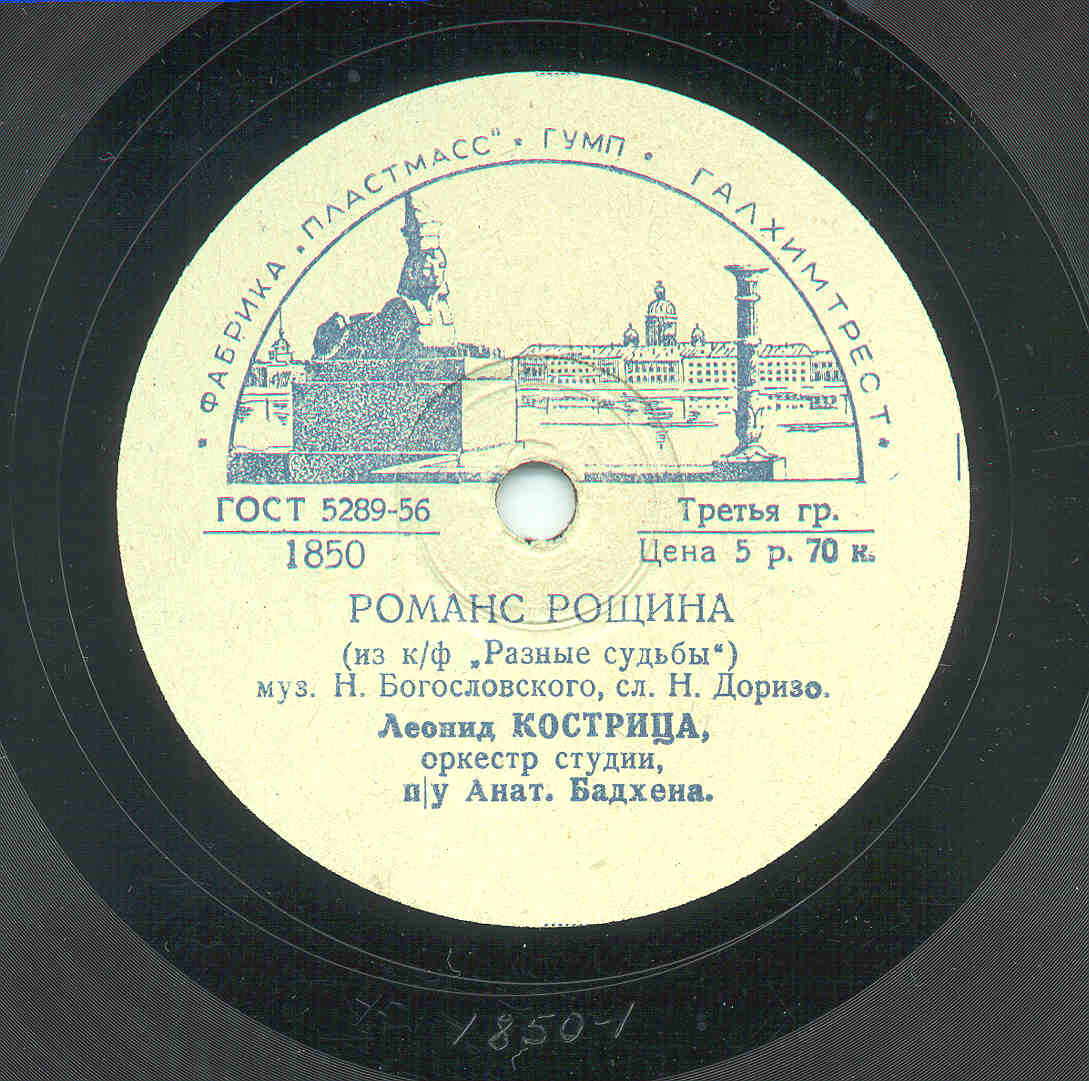 ФАБРИКА „ПЛАСТМАСС" • ГУМП • ГАЛХИМТРЕСТ
ГОСТ 5289-56
1850
Третья гр.
Цена 5 р. 70 к.
РОМАНС РОЩИНА
(из к/ф „Разные судьбы“)
муз. Н. Богословского, сл. Н. Доризо.
Леонид КОСТРИЦА,
оркестр студии,
п/у Анат. Бадхена.
1850-1